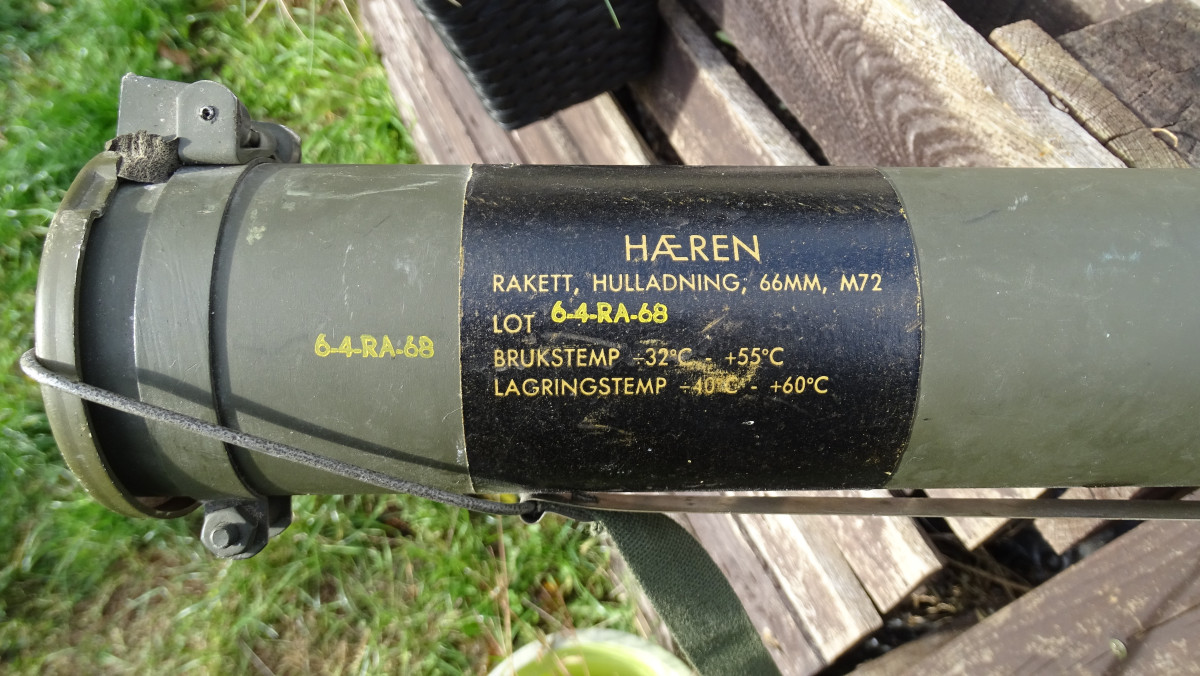 HÆREN
RAKETT, HULLADNING, 66MM, M72
LOT 6-4-RA-68
BRUKSTEMP ÷32°C - +55°C
LAGRINGSTEMP ÷40°C - +60°C
6-4-RA-68